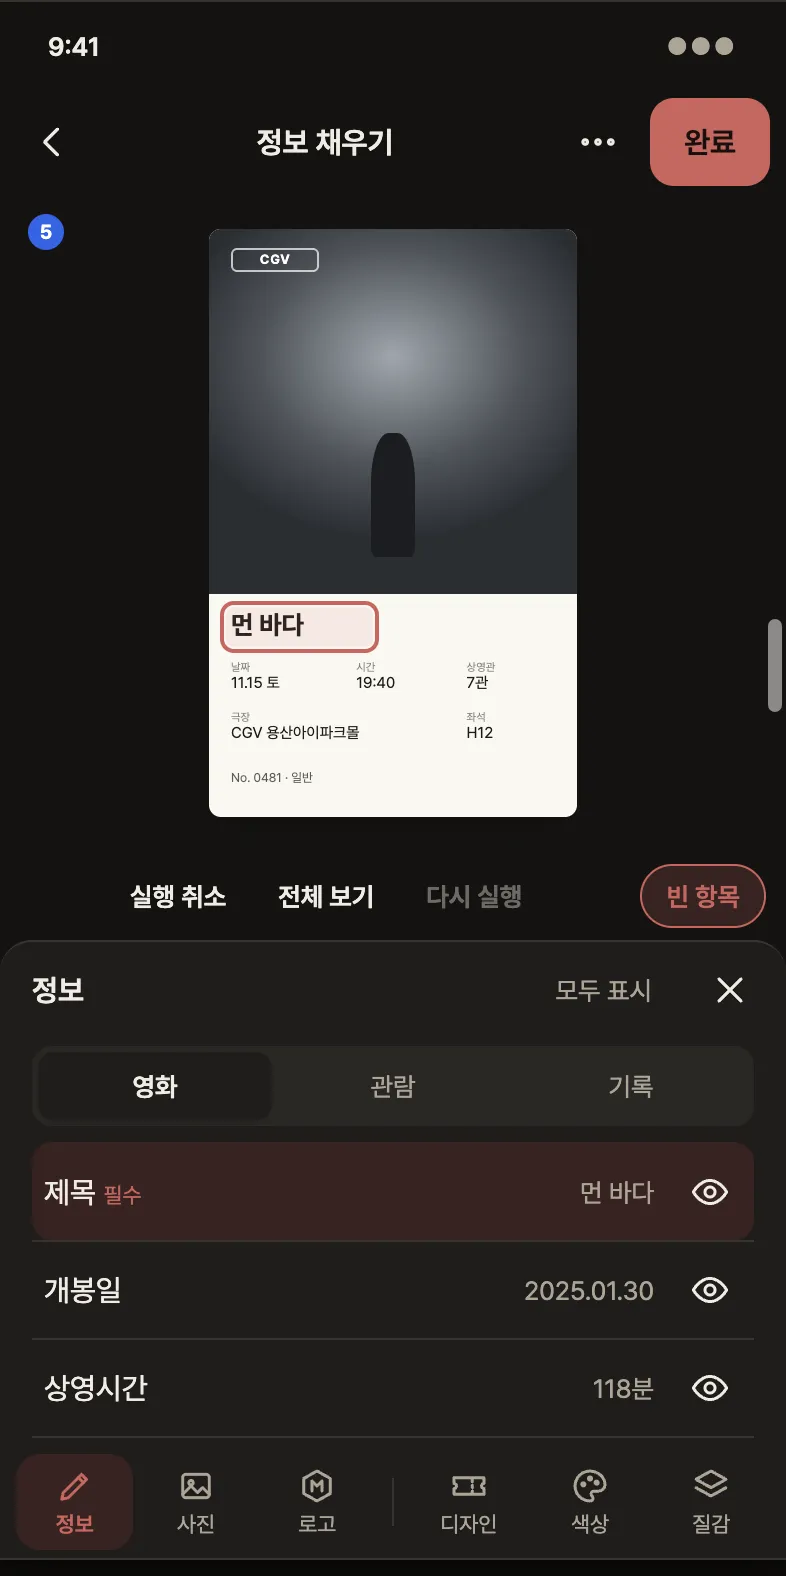 9:41
정보 채우기
완료
5
CGV
먼 바다
날짜 시간 상영관
11.15 토 19:40 7관
극장 좌석
CGV 용산아이파크몰 H12
No. 0481 · 일반
실행 취소 전체 보기 다시 실행 빈 항목
정보 모두 표시
영화 관람 기록
제목 필수 먼 바다
개봉일 2025.01.30
상영시간 118분
정보 사진 로고 디자인 색상 질감